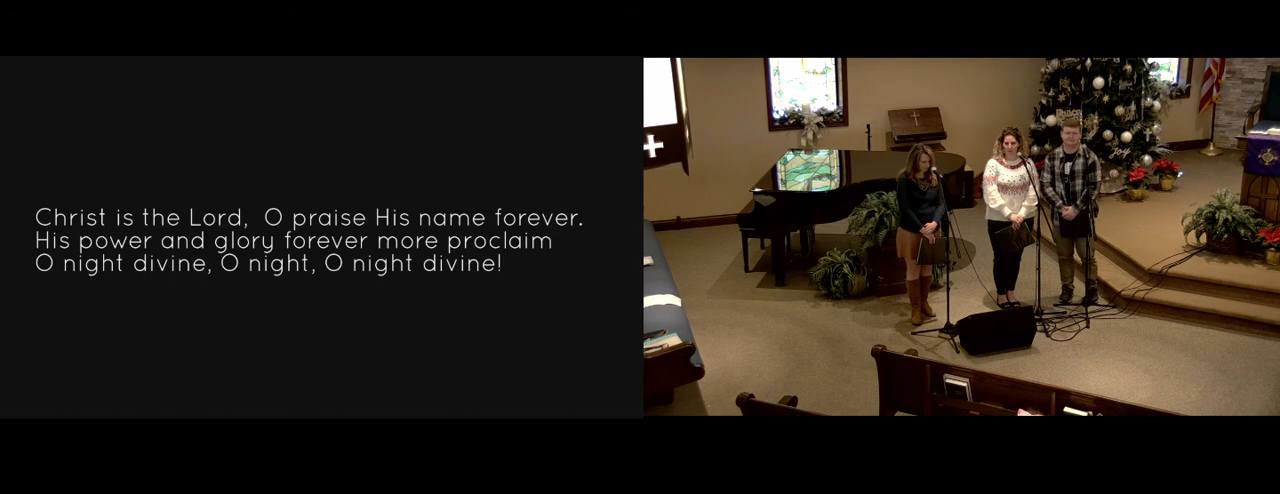 Christ is the Lord,  O praise His name forever.
His power and glory forever more proclaim
O night divine, O night, O night divine!
JOY